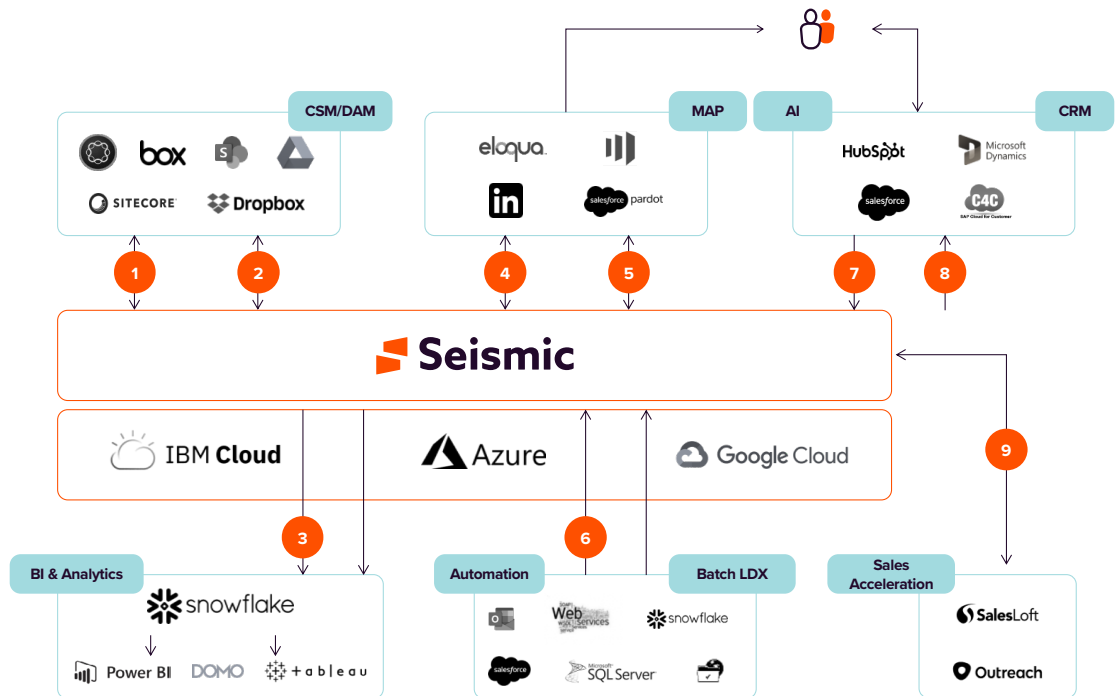 CSM/DAM
MAP
AI
CRM
box
S
SITECORE
Dropbox
eloqua
in
salesforce pardot
HubSpot
Microsoft
Dynamics
salesforce
C4C
SAP Cloud for Customer
1
2
4
5
7
8
Seismic
IBM Cloud
Azure
Google Cloud
9
3
6
BI & Analytics
Automation
Batch LDX
Sales
Acceleration
snowflake
Power BI
DOMO
+ a b l e a u
O
Web
Services
snowflake
salesforce
Microsoft
SQL Server
SalesLoft
Outreach